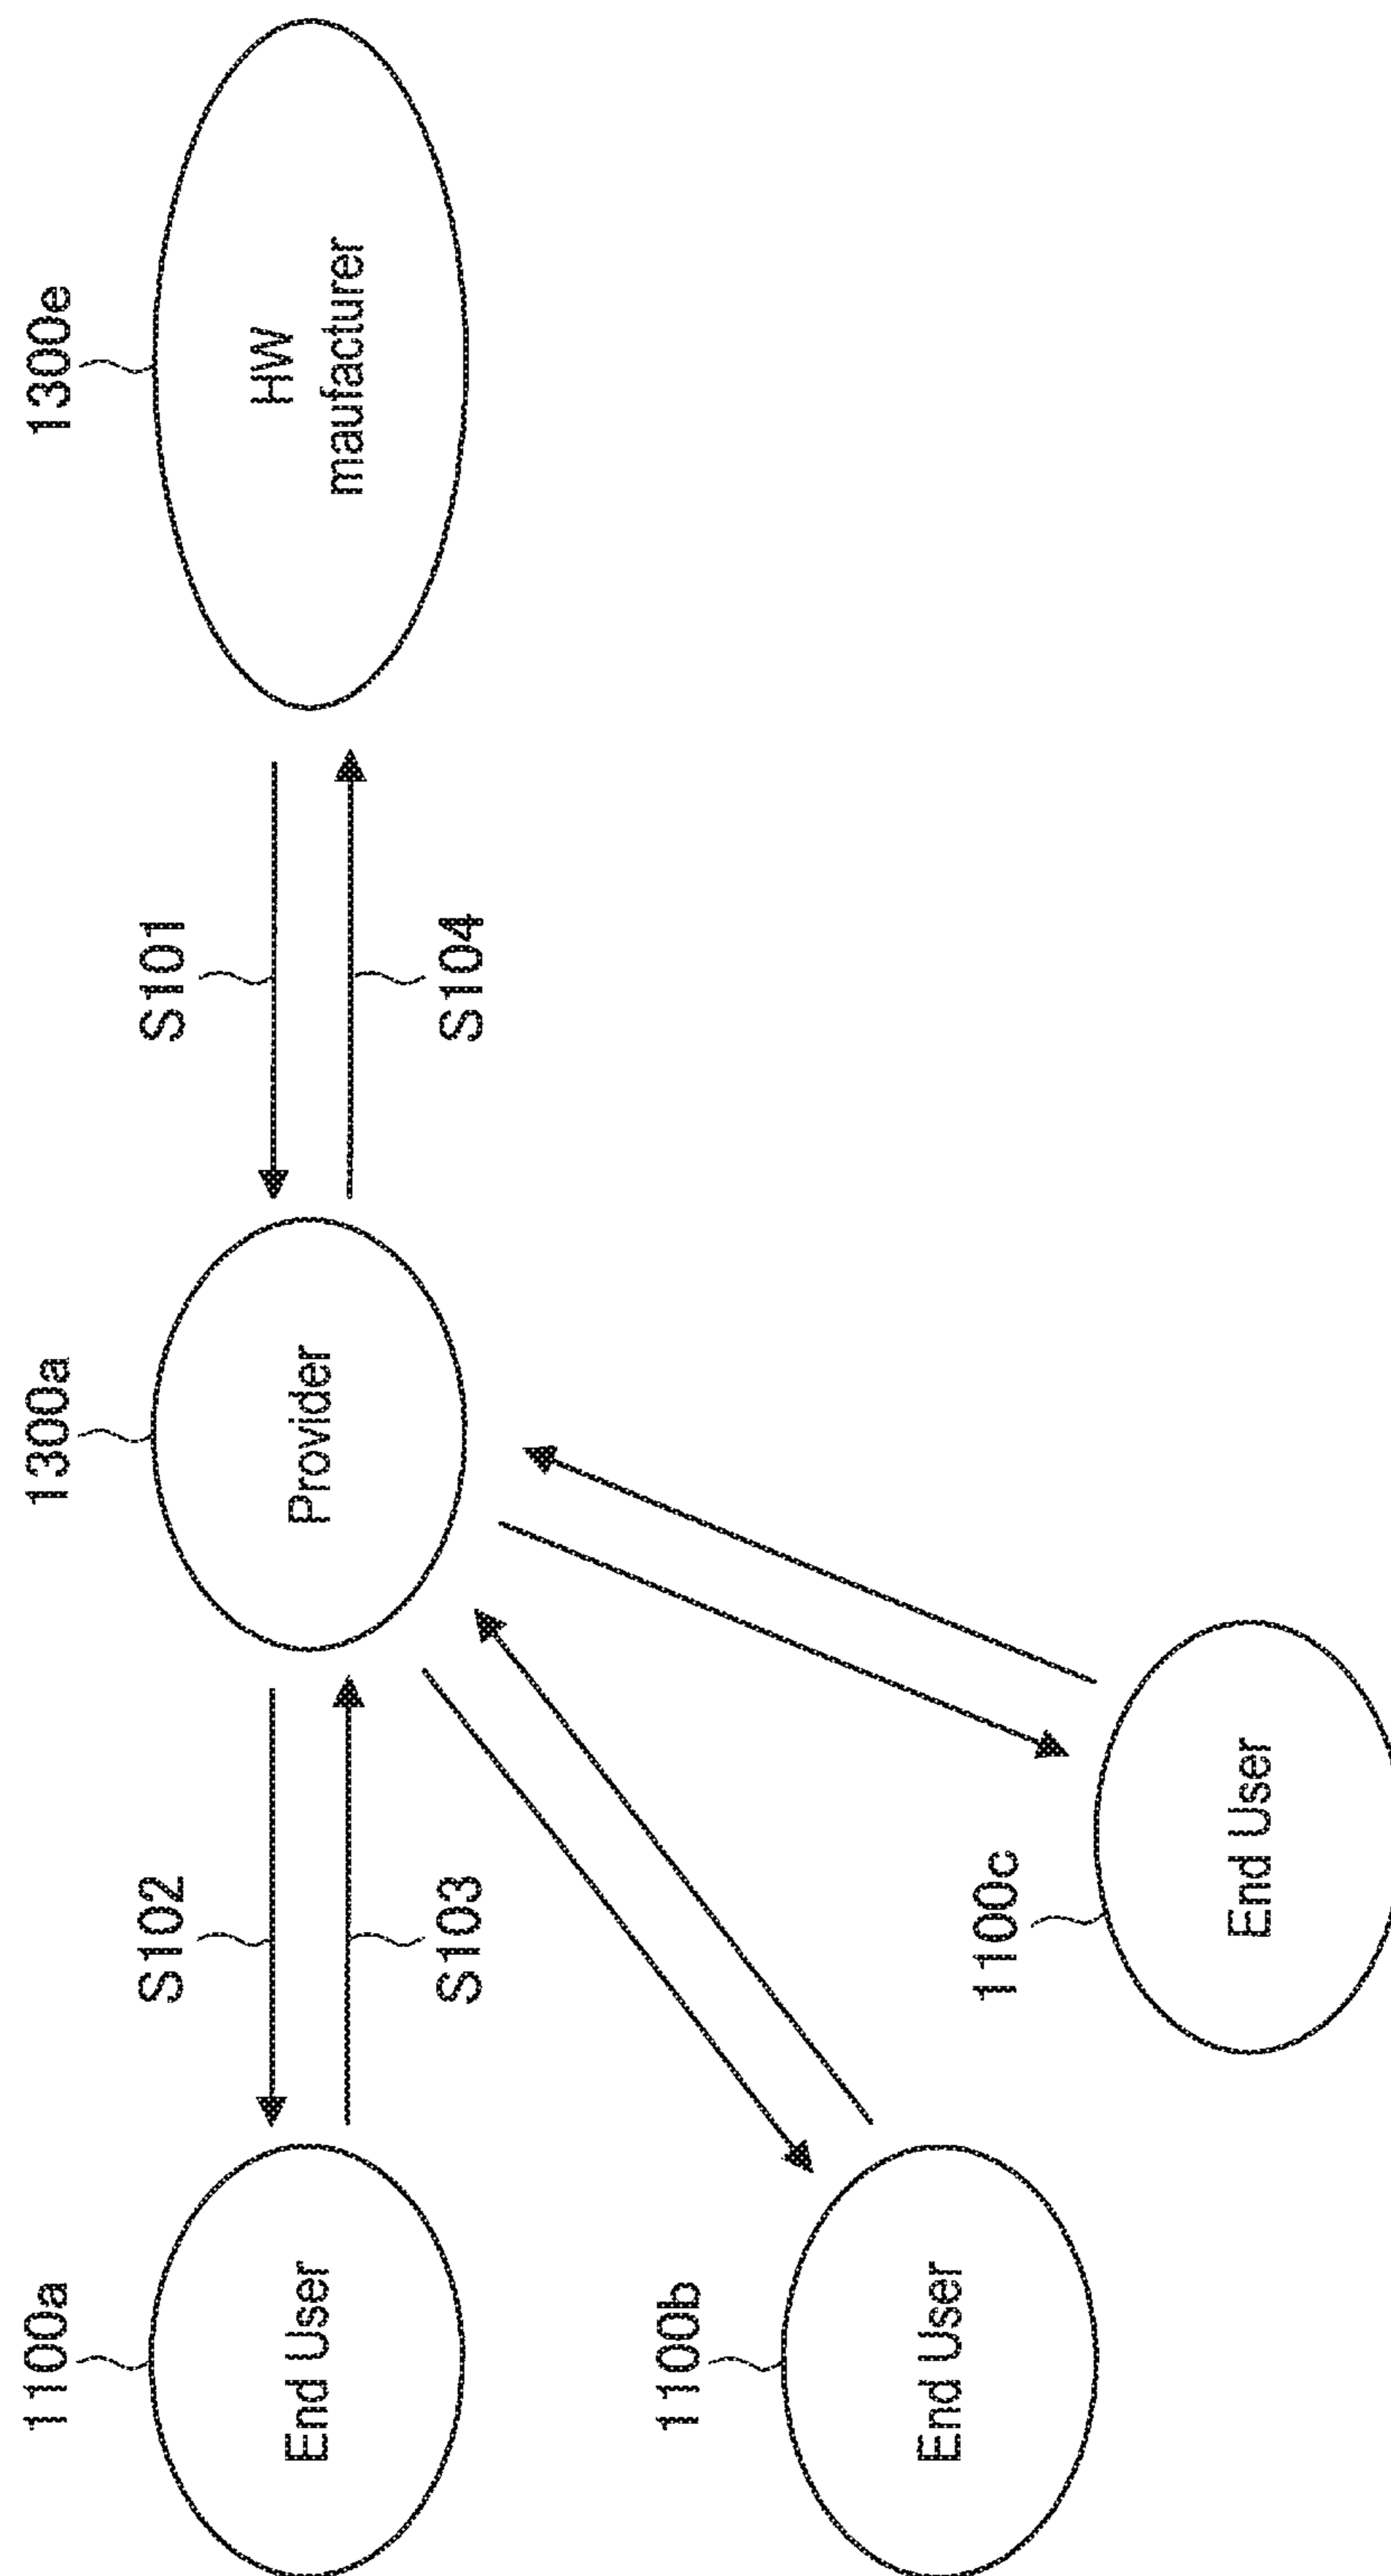 1100a
1300a
1300e
End User
S102
S103
Provider
S101
S104
HW
maufacturer
1100b
End User
1100c
End User